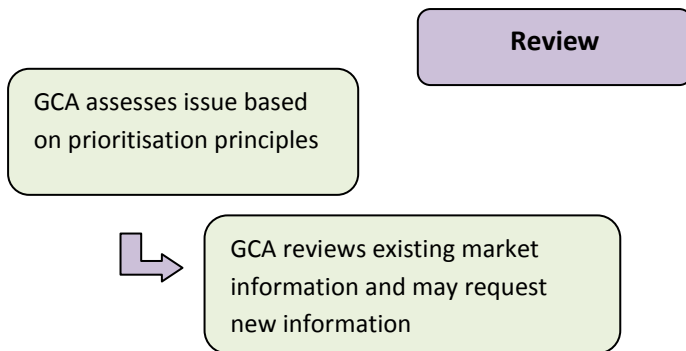 Review
GCA assesses issue based
on prioritisation principles
GCA reviews existing market
information and may request
new information